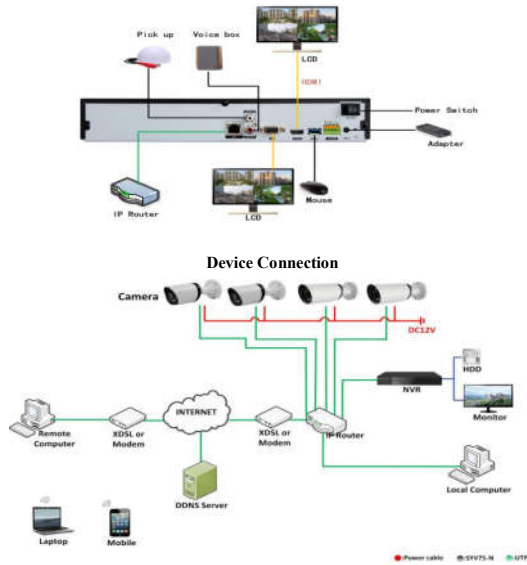 Pick up
Voice box
LCD
HDMI
Power Switch
Adapter
IP Router
LCD
Mouse
Device Connection
Camera
DC12V
HDD
NVR
Monitor
INTERNET
Remote
Computer
XDSL or
Modem
XDSL or
Modem
IP Router
DDNS Server
Local Computer
Laptop
Mobile
:Power cable :SYV75-N :UTP